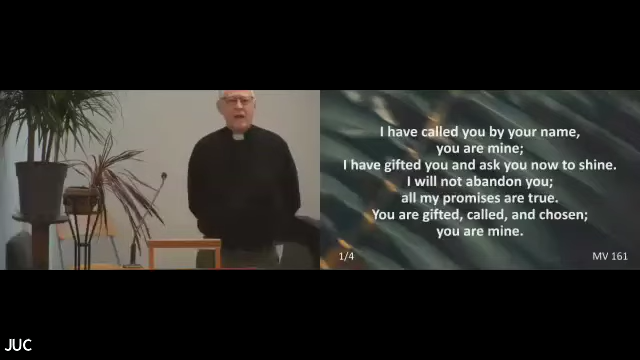 I have called you by your name,
you are mine;
I have gifted you and ask you now to shine.
I will not abandon you;
all my promises are true.
You are gifted, called, and chosen;
you are mine.
1/4
MV 161
JUC